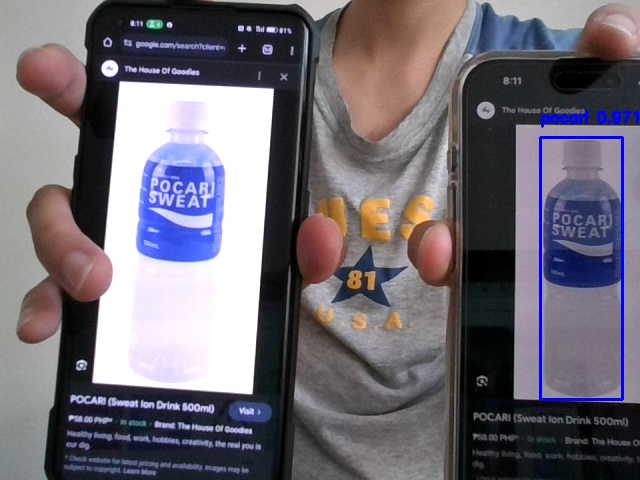 8:11
81%
google.com/search?client=
The House Of Goodies
POCARI
SWEAT
500ml
POCARI (Sweat Ion Drink 500ml)
Visit >
₱58.00 PHP* · In stock · Brand: The House Of Goodies
Healthy living, food, work, hobbies, creativity, the real you is
our dig.
* Check website for latest pricing and availability. Images may be
subject to copyright. Learn More
UES
81
U.S.A.
8:11
The House Of Goodies
pocari 0.971
POCARI
SWEAT
POCARI (Sweat Ion Drink 500ml)
₱58.00 PHP* · In stock · Brand: The House O
Healthy living, food, work, hobbies, creativity, the
dig.